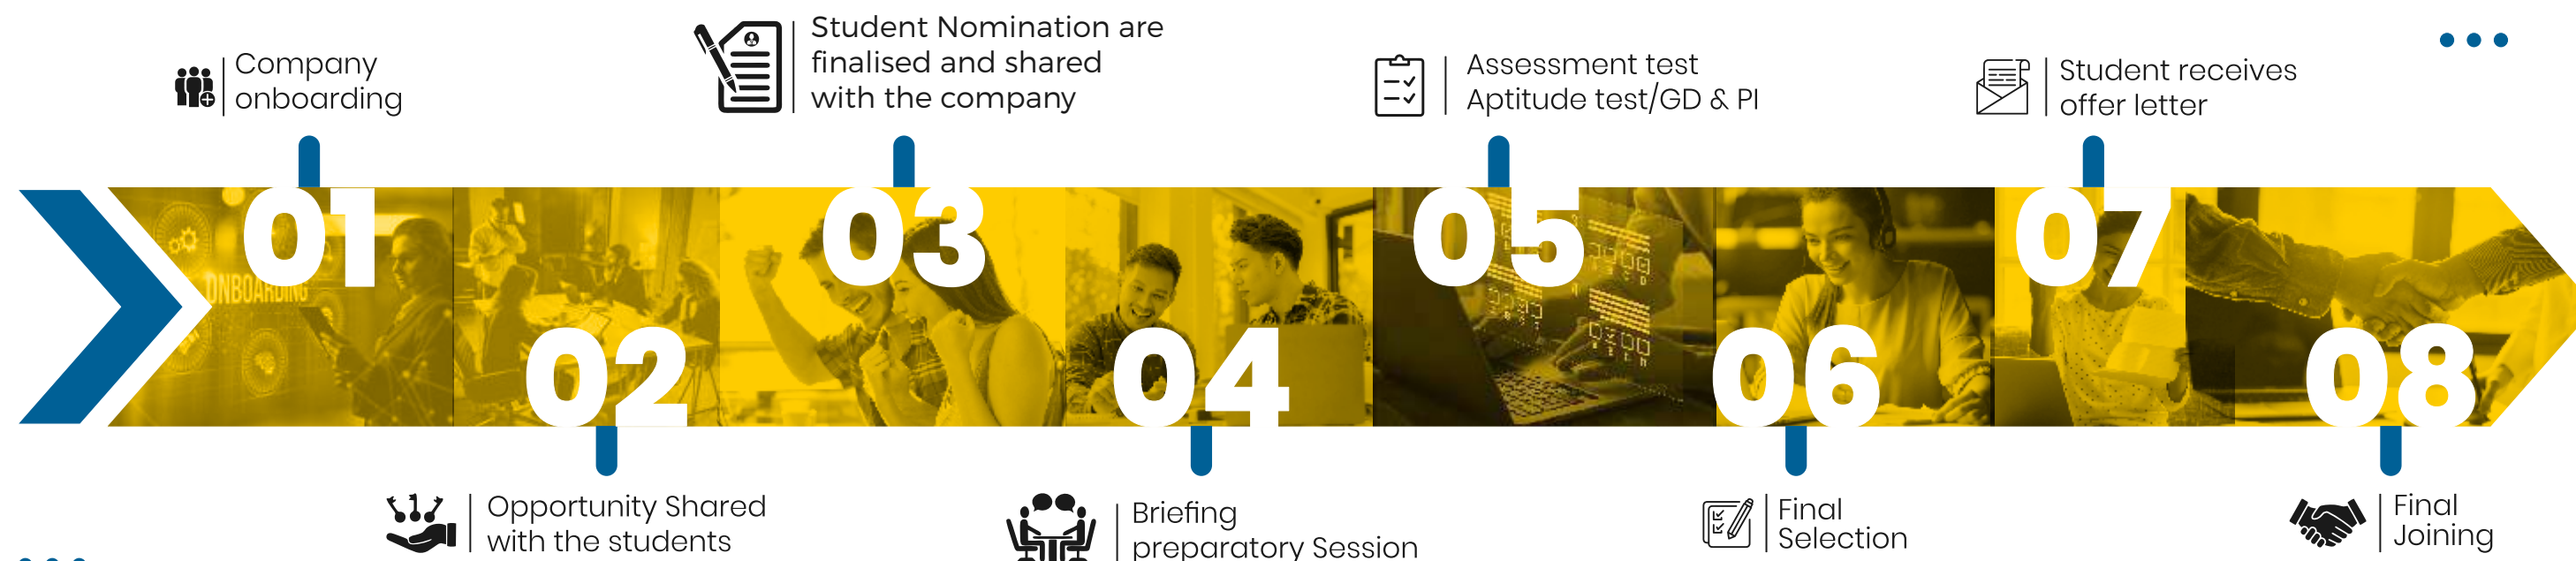 Company
onboarding
01
Opportunity Shared
with the students
02
Student Nomination are
finalised and shared
with the company
03
Briefing
preparatory Session
04
Assessment test
Aptitude test/GD & PI
05
Final
Selection
06
Student receives
offer letter
07
Final
Joining
08
ONBOARDING